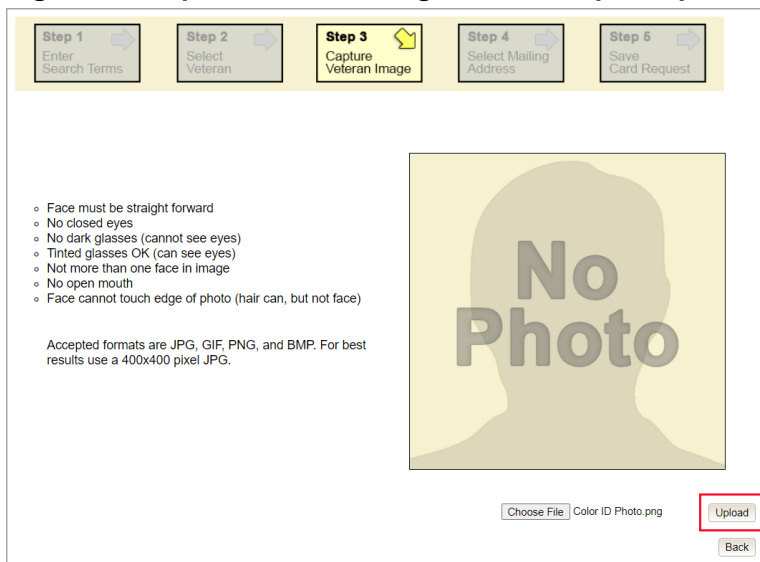 Step 1
Enter
Search Terms
Step 2
Select
Veteran
Step 3
Capture
Veteran Image
Step 4
Select Mailing
Address
Step 5
Save
Card Request
Face must be straight forward
No closed eyes
No dark glasses (cannot see eyes)
Tinted glasses OK (can see eyes)
Not more than one face in image
No open mouth
Face cannot touch edge of photo (hair can, but not face)
Accepted formats are JPG, GIF, PNG, and BMP. For best
results use a 400x400 pixel JPG.
No
Photo
Choose File Color ID Photo.png
Upload
Back